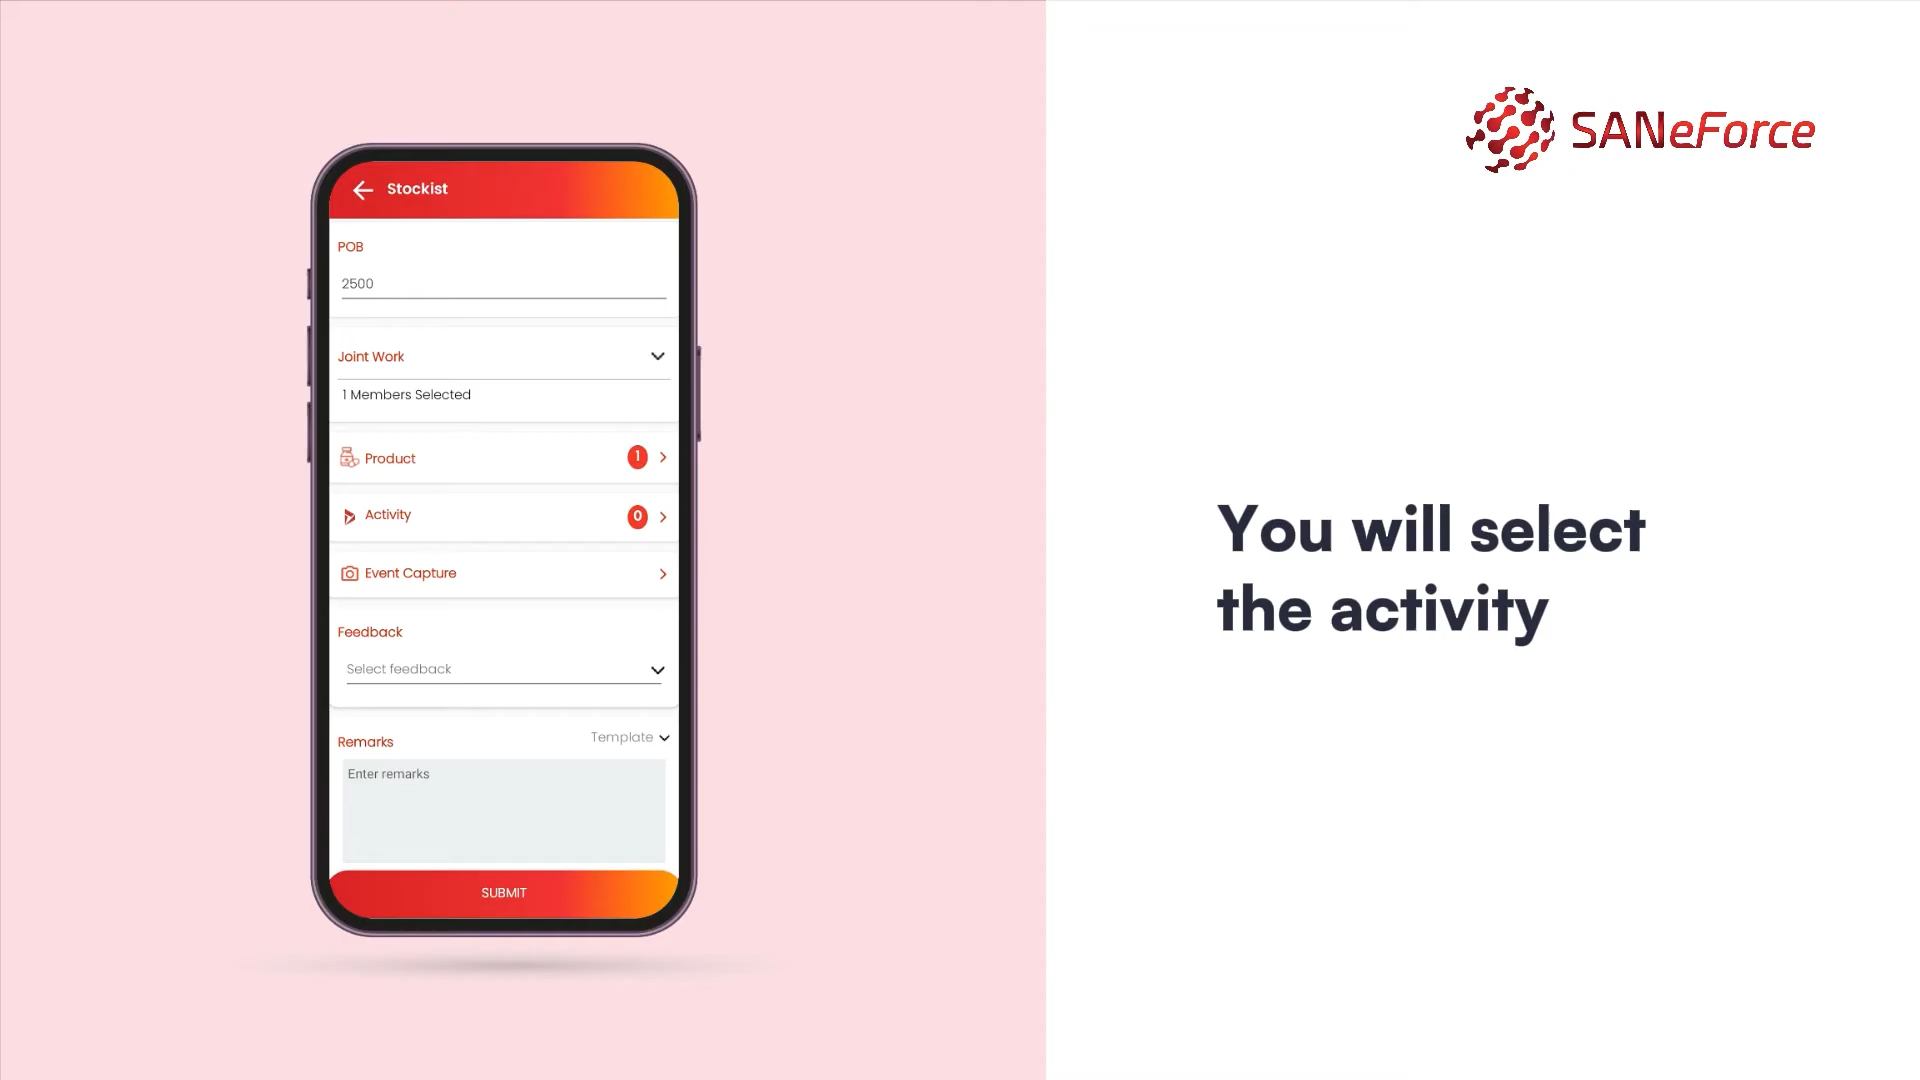 Stockist
POB
2500
Joint Work
1 Members Selected
Product 1
Activity 0
Event Capture
Feedback
Select feedback
Remarks Template
Enter remarks
SUBMIT
SANeForce
You will select
the activity